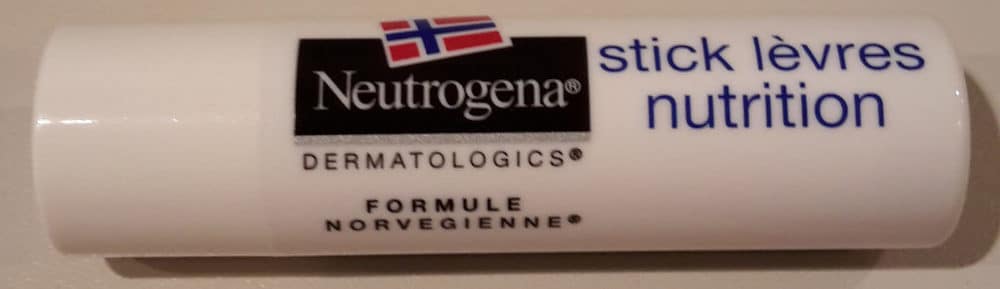 Neutrogena®
DERMATOLOGICS®
FORMULE
NORVEGIENNE®
stick lèvres
nutrition